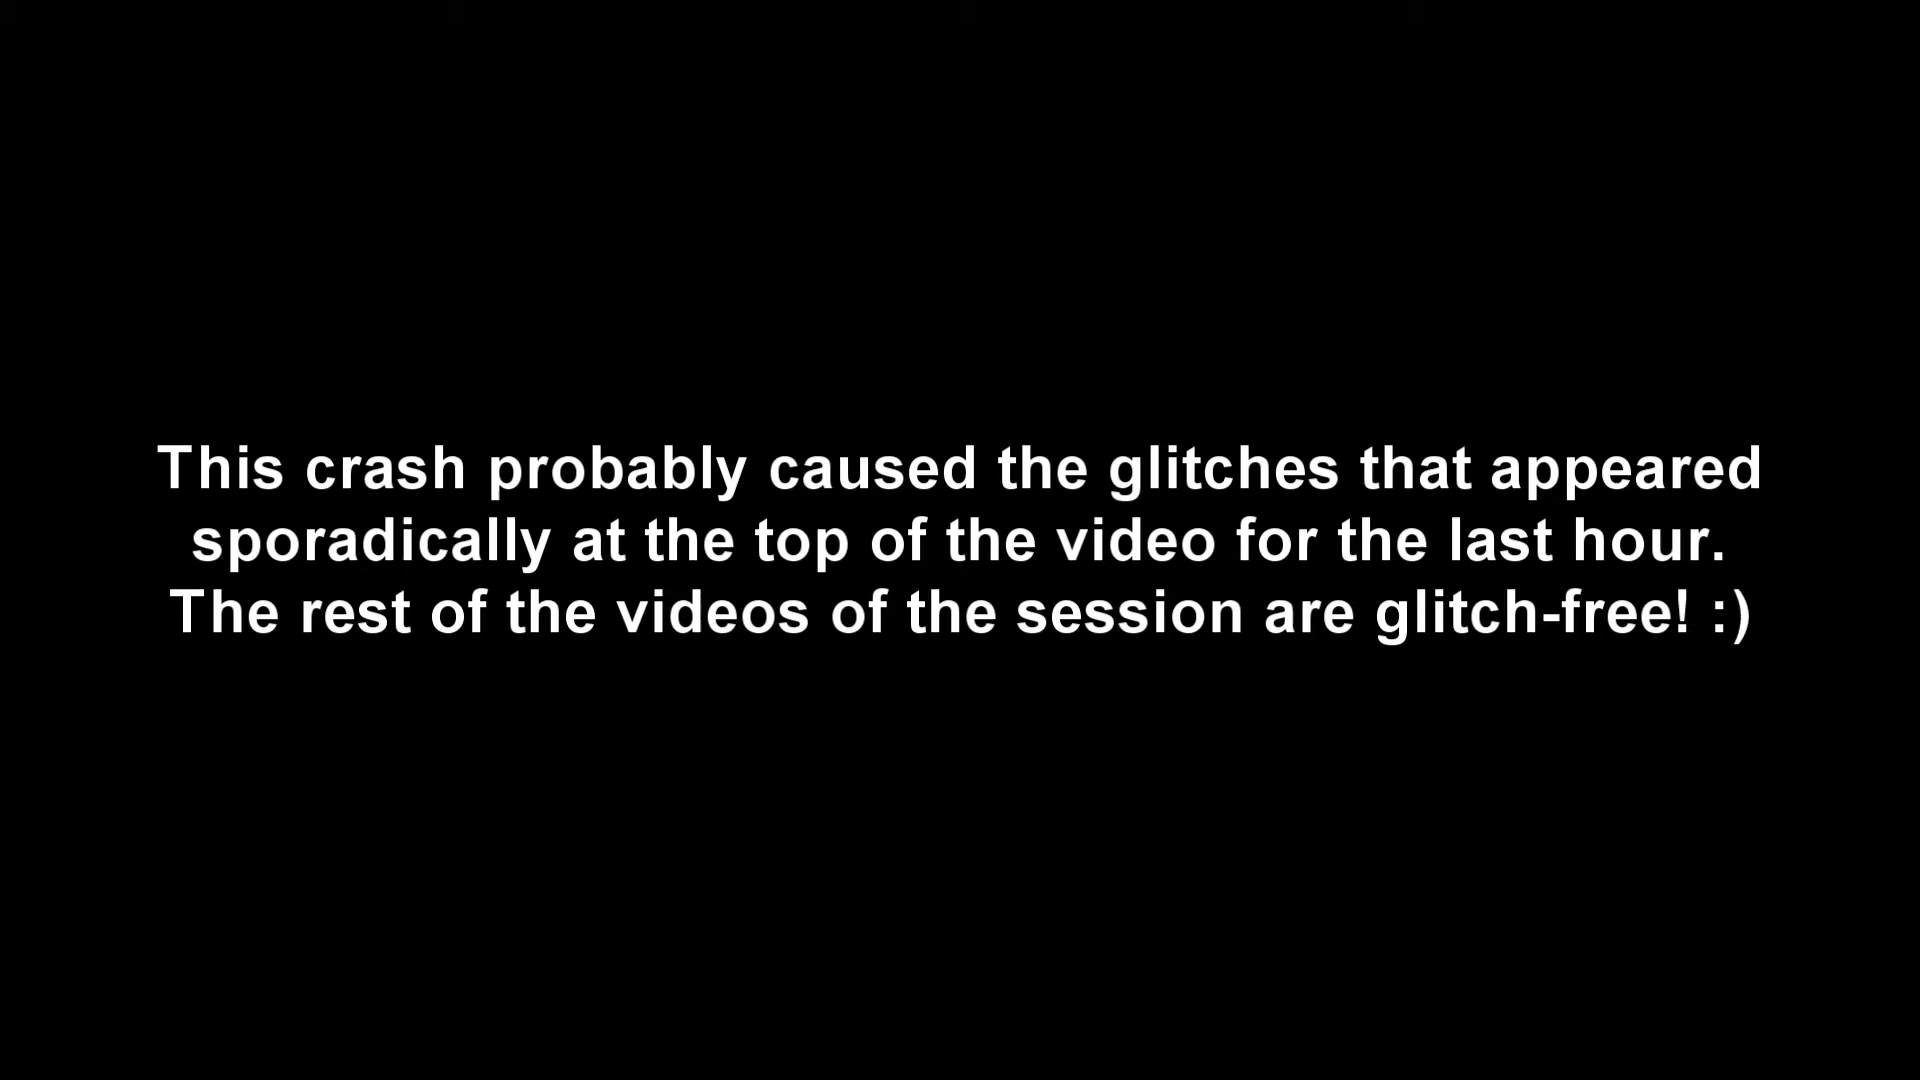 This crash probably caused the glitches that appeared
sporadically at the top of the video for the last hour.
The rest of the videos of the session are glitch-free! :)